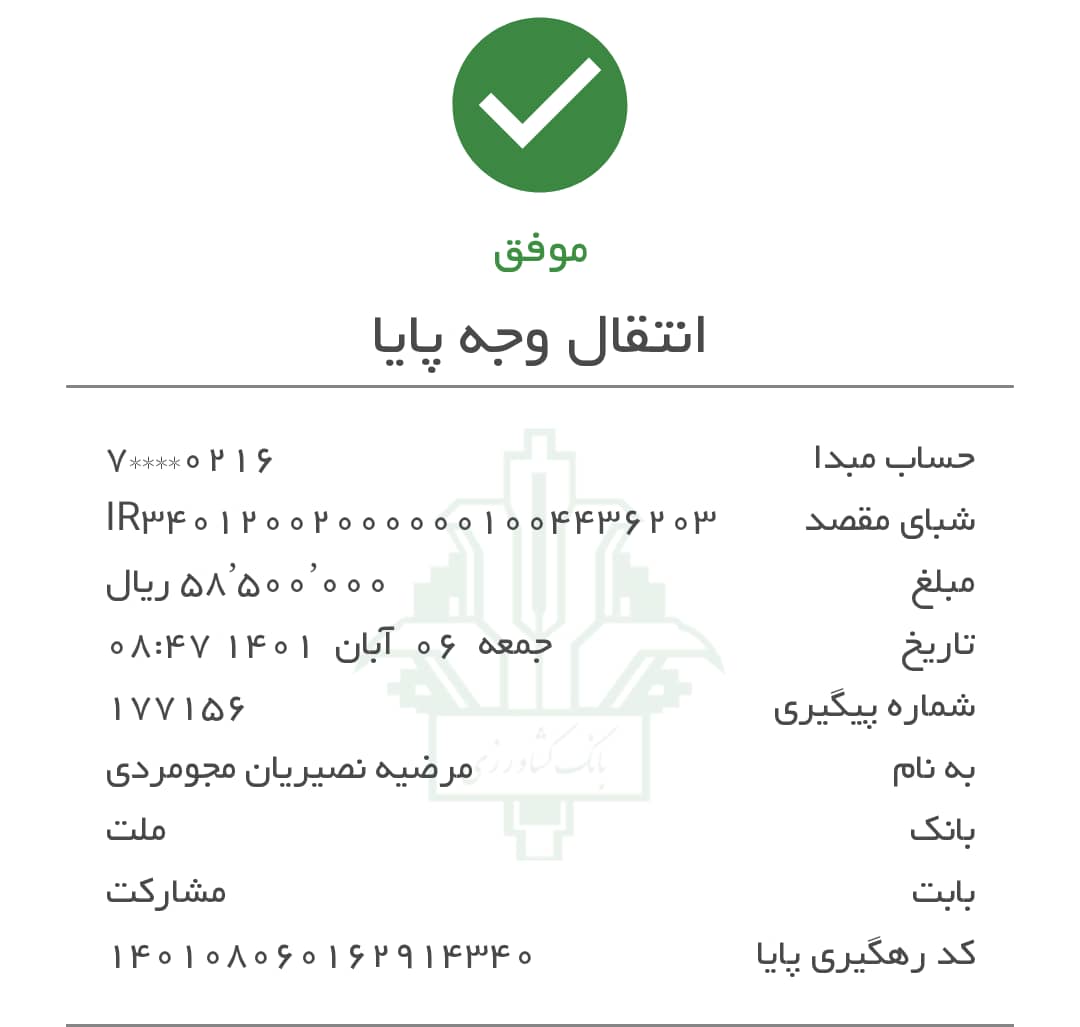 موفق
انتقال وجه پایا
حساب مبدا ۷****۰۲۱۶
شبای مقصد IR۳۴۰۱۲۰۰۲۰۰۰۰۰۰۱۰۰۴۴۳۶۲۰۳
مبلغ ۵۸٬۵۰۰٬۰۰۰ ریال
تاریخ جمعه ۰۶ آبان ۱۴۰۱ ۰۸:۴۷
شماره پیگیری ۱۷۷۱۵۶
به نام مرضیه نصیریان مجومردی
بانک ملت
بابت مشارکت
کد رهگیری پایا ۱۴۰۱۰۸۰۶۰۱۶۲۹۱۴۳۴۰
بانک کشاورزی